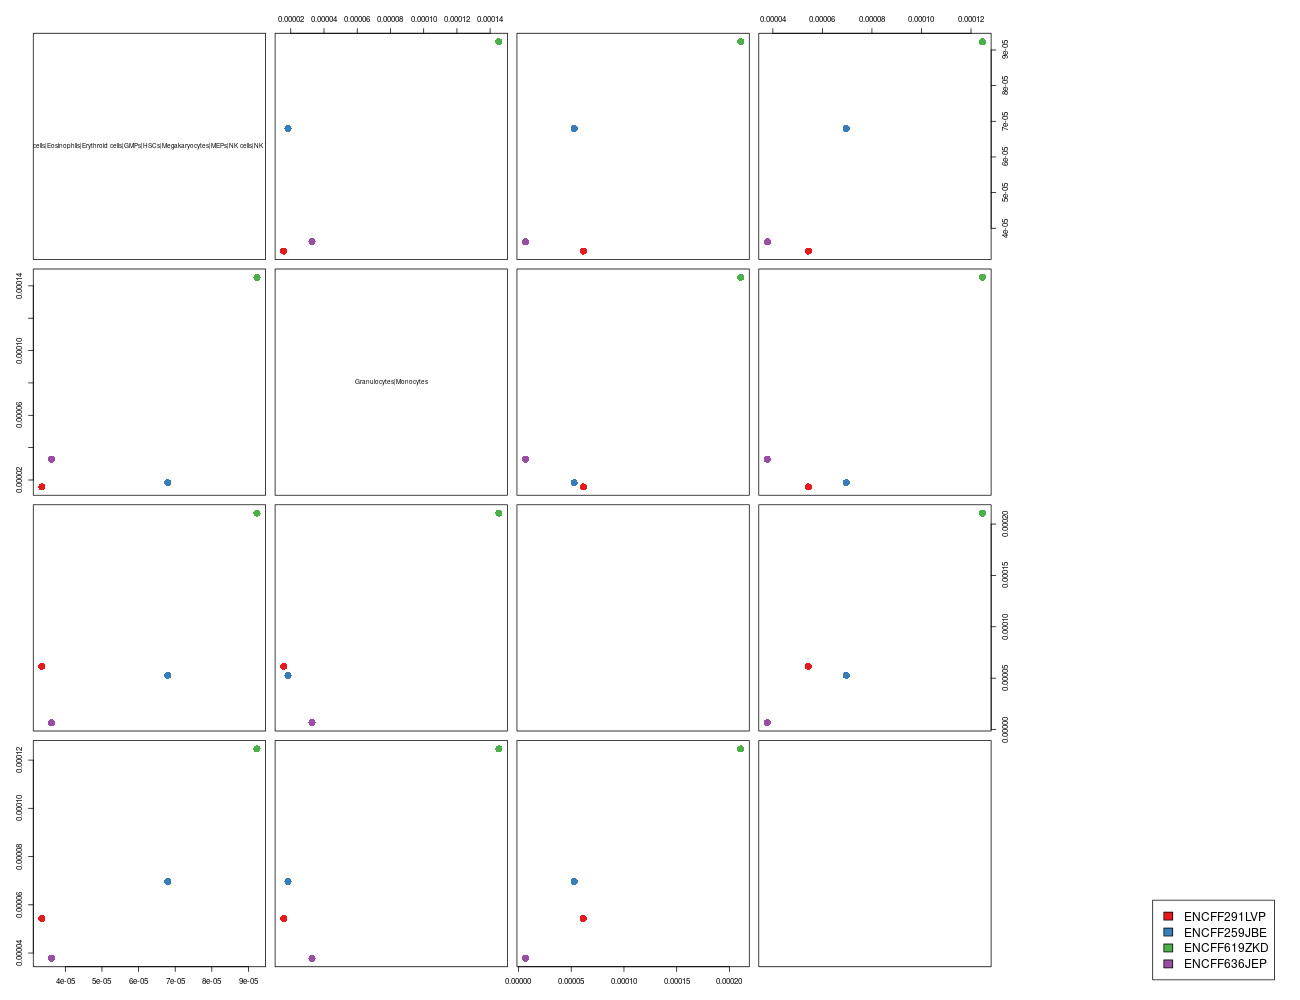 0.00002 0.00004 0.00006 0.00008 0.00010 0.00012 0.00014
0.00004 0.00006 0.00008 0.00010 0.00012
cells|Eosinophils|Erythroid cells|GMPs|HSCs|Megakaryocytes|MEPs|NK cells|NK
4e-05 5e-05 6e-05 7e-05 8e-05 9e-05
0.00002 0.00006 0.00010 0.00014
Granulocytes|Monocytes
0.00000 0.00005 0.00010 0.00015 0.00020
0.00004 0.00006 0.00008 0.00010 0.00012
4e-05 5e-05 6e-05 7e-05 8e-05 9e-05
0.00000 0.00005 0.00010 0.00015 0.00020
ENCFF291LVP
ENCFF259JBE
ENCFF619ZKD
ENCFF636JEP